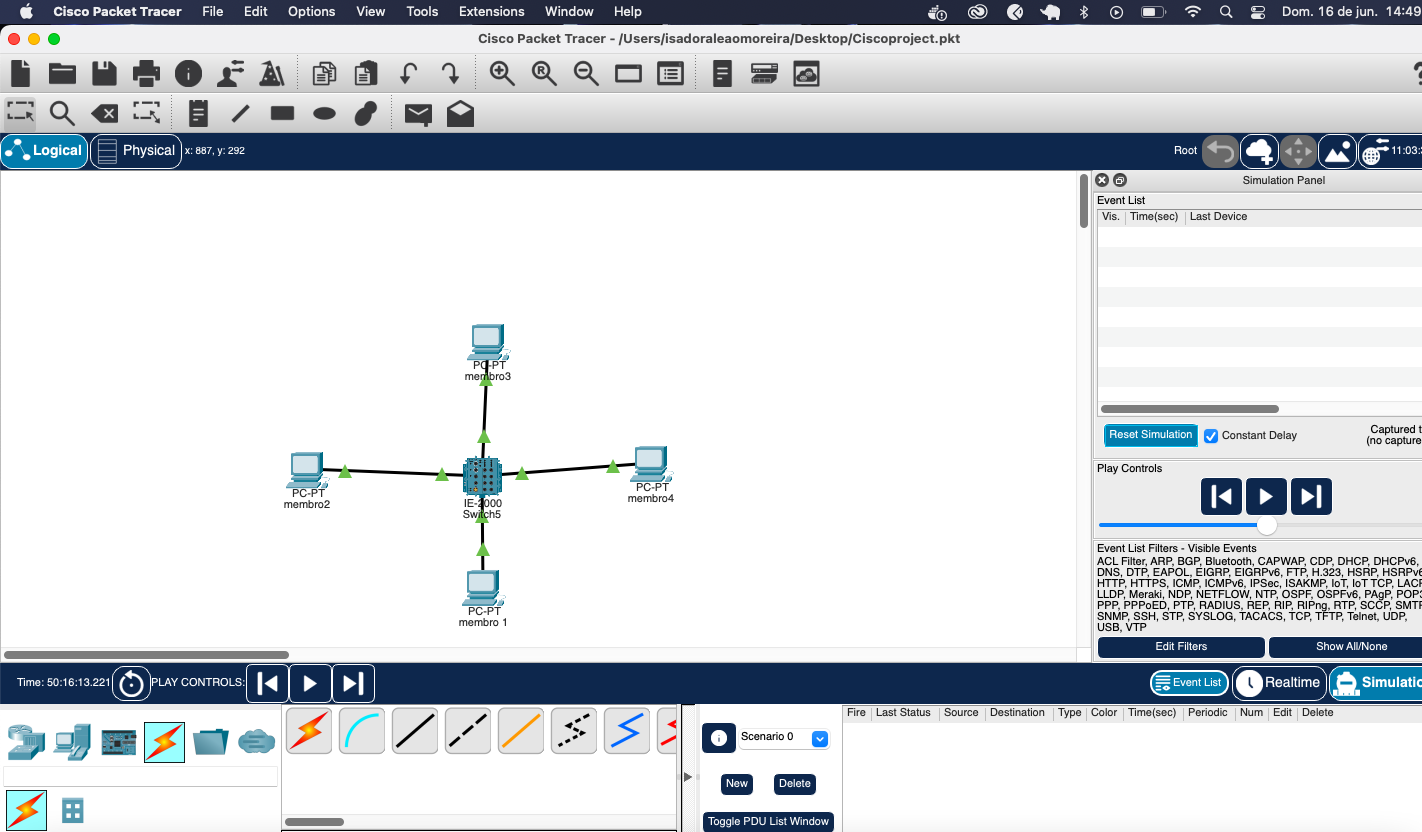 Cisco Packet Tracer File Edit Options View Tools Extensions Window Help Dom. 16 de jun. 14:49
Cisco Packet Tracer - /Users/isadoraleaomoreira/Desktop/Ciscoproject.pkt
Logical Physical x: 887, y: 292 Root 11:03:
Simulation Panel
Event List
Vis. Time(sec) Last Device
PC-PT
membro3
PC-PT
membro2
PC-PT
membro4
IE-2000
Switch5
PC-PT
membro 1
Reset Simulation Constant Delay Captured t
(no capture
Play Controls
Event List Filters - Visible Events
ACL Filter, ARP, BGP, Bluetooth, CAPWAP, CDP, DHCP, DHCPv6,
DNS, DTP, EAPOL, EIGRP, EIGRPv6, FTP, H.323, HSRP, HSRPv6
HTTP, HTTPS, ICMP, ICMPv6, IPSec, ISAKMP, IoT, IoT TCP, LACP
LLDP, Meraki, NDP, NETFLOW, NTP, OSPF, OSPFv6, PAgP, POP3
PPP, PPPoED, PTP, RADIUS, REP, RIP, RIPng, RTP, SCCP, SMTP
SNMP, SSH, STP, SYSLOG, TACACS, TCP, TFTP, Telnet, UDP,
USB, VTP
Edit Filters Show All/None
Time: 50:16:13.221 PLAY CONTROLS: Event List Realtime Simulatio
Fire Last Status Source Destination Type Color Time(sec) Periodic Num Edit Delete
Scenario 0
New Delete
Toggle PDU List Window